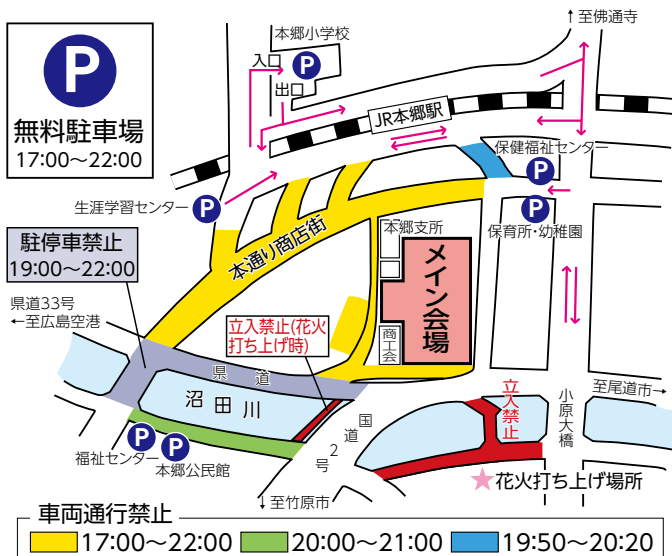 P
無料駐車場
17:00～22:00
本郷小学校
P
入口
出口
↑至佛通寺
JR本郷駅
保健福祉センター
P
P
保育所・幼稚園
生涯学習センター P
駐停車禁止
19:00～22:00
本通り商店街
本郷支所
メイン会場
商工会
県道33号
←至広島空港
立入禁止(花火
打ち上げ時)
県道
沼田川
国道2号
立入禁止
小原大橋
至尾道市→
P P
福祉センター
本郷公民館
★花火打ち上げ場所
↓至竹原市
車両通行禁止
17:00～22:00 20:00～21:00 19:50～20:20